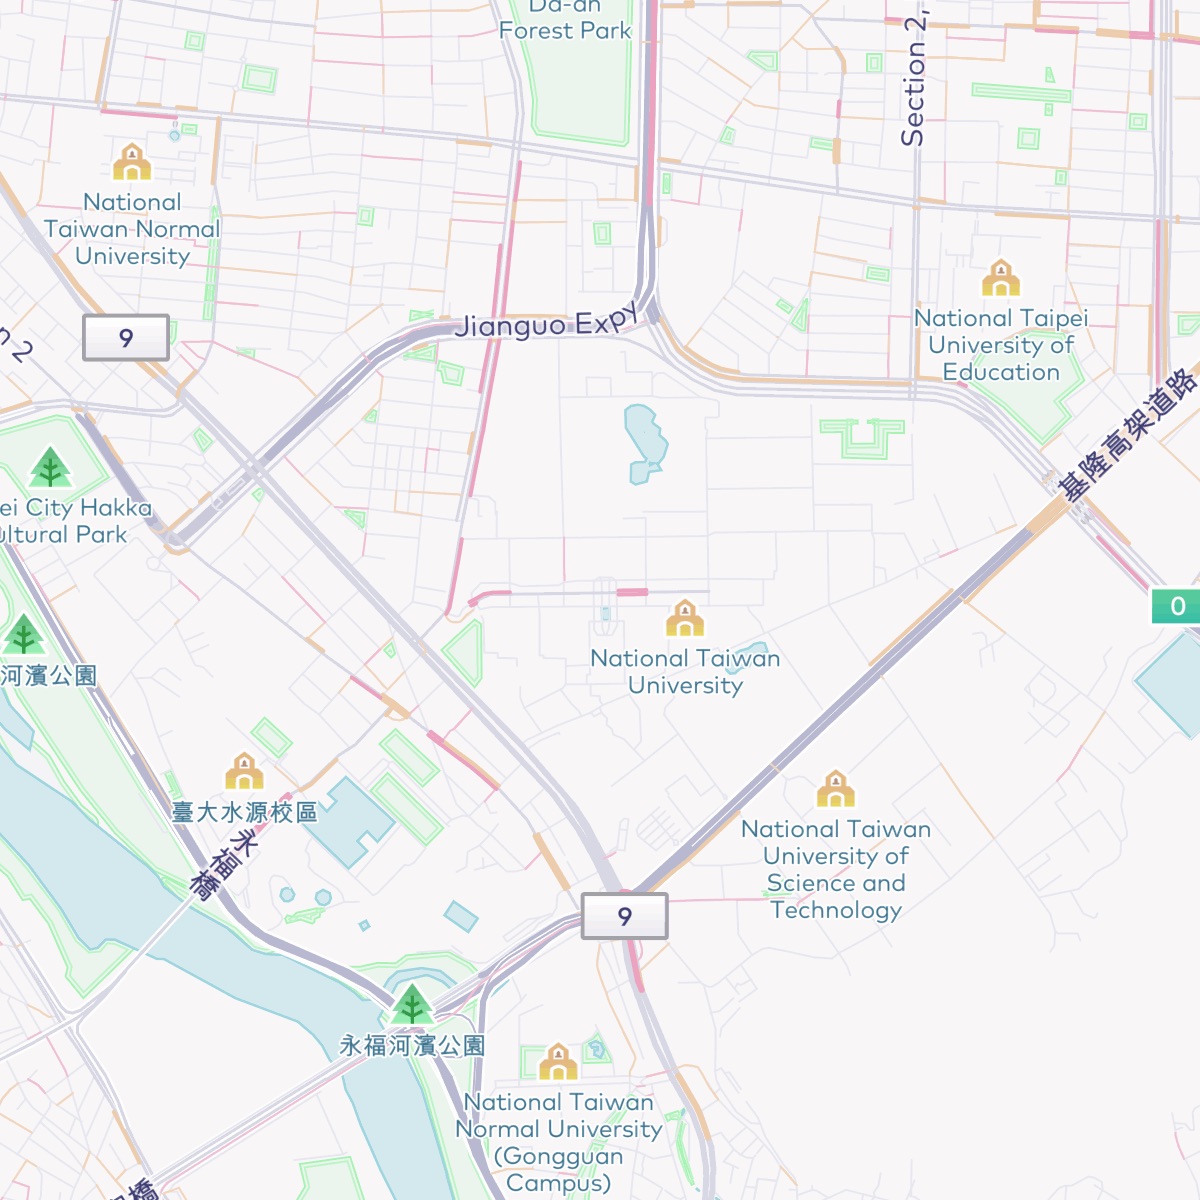 Da-an
Forest Park
Section 2,
National
Taiwan Normal
University
9
2
Jianguo Expy
National Taipei
University of
Education
基隆高架道路
ei City Hakka
ultural Park
0
河濱公園
National Taiwan
University
臺大水源校區
永福橋
National Taiwan
University of
Science and
Technology
9
永福河濱公園
National Taiwan
Normal University
(Gongguan
Campus)
橋